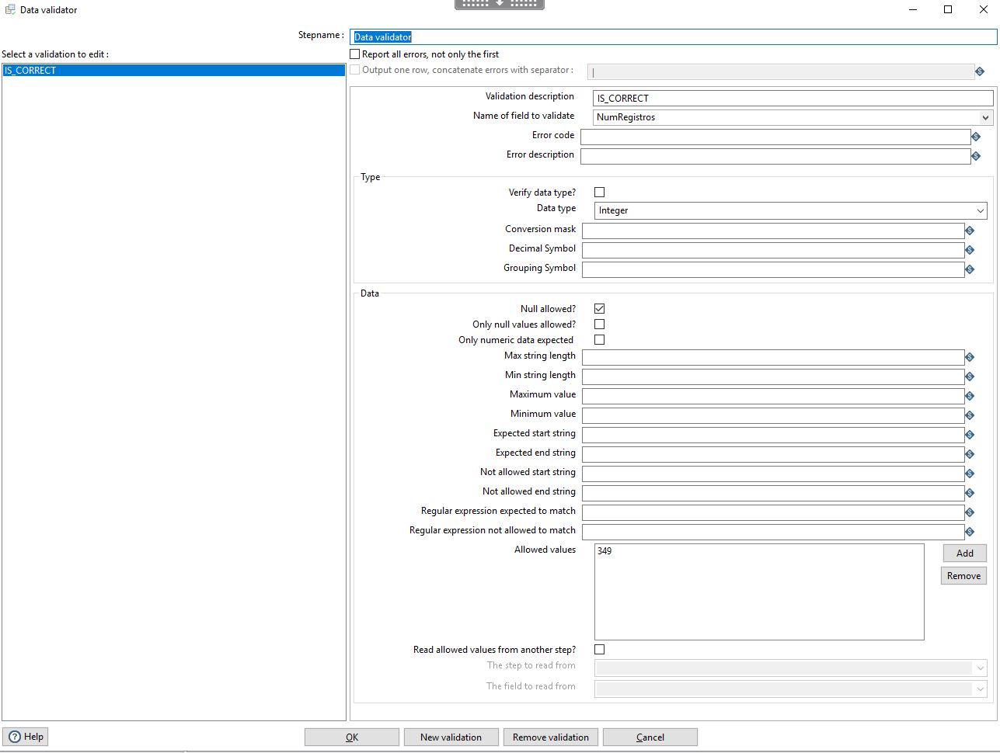 Data validator
Stepname :
Data validator
Select a validation to edit :
IS_CORRECT
Report all errors, not only the first
Output one row, concatenate errors with separator :
|
Validation description
IS_CORRECT
Name of field to validate
NumRegistros
Error code
Error description
Type
Verify data type?
Data type
Integer
Conversion mask
Decimal Symbol
Grouping Symbol
Data
Null allowed?
Only null values allowed?
Only numeric data expected
Max string length
Min string length
Maximum value
Minimum value
Expected start string
Expected end string
Not allowed start string
Not allowed end string
Regular expression expected to match
Regular expression not allowed to match
Allowed values
349
Add
Remove
Read allowed values from another step?
The step to read from
The field to read from
Help
OK
New validation
Remove validation
Cancel